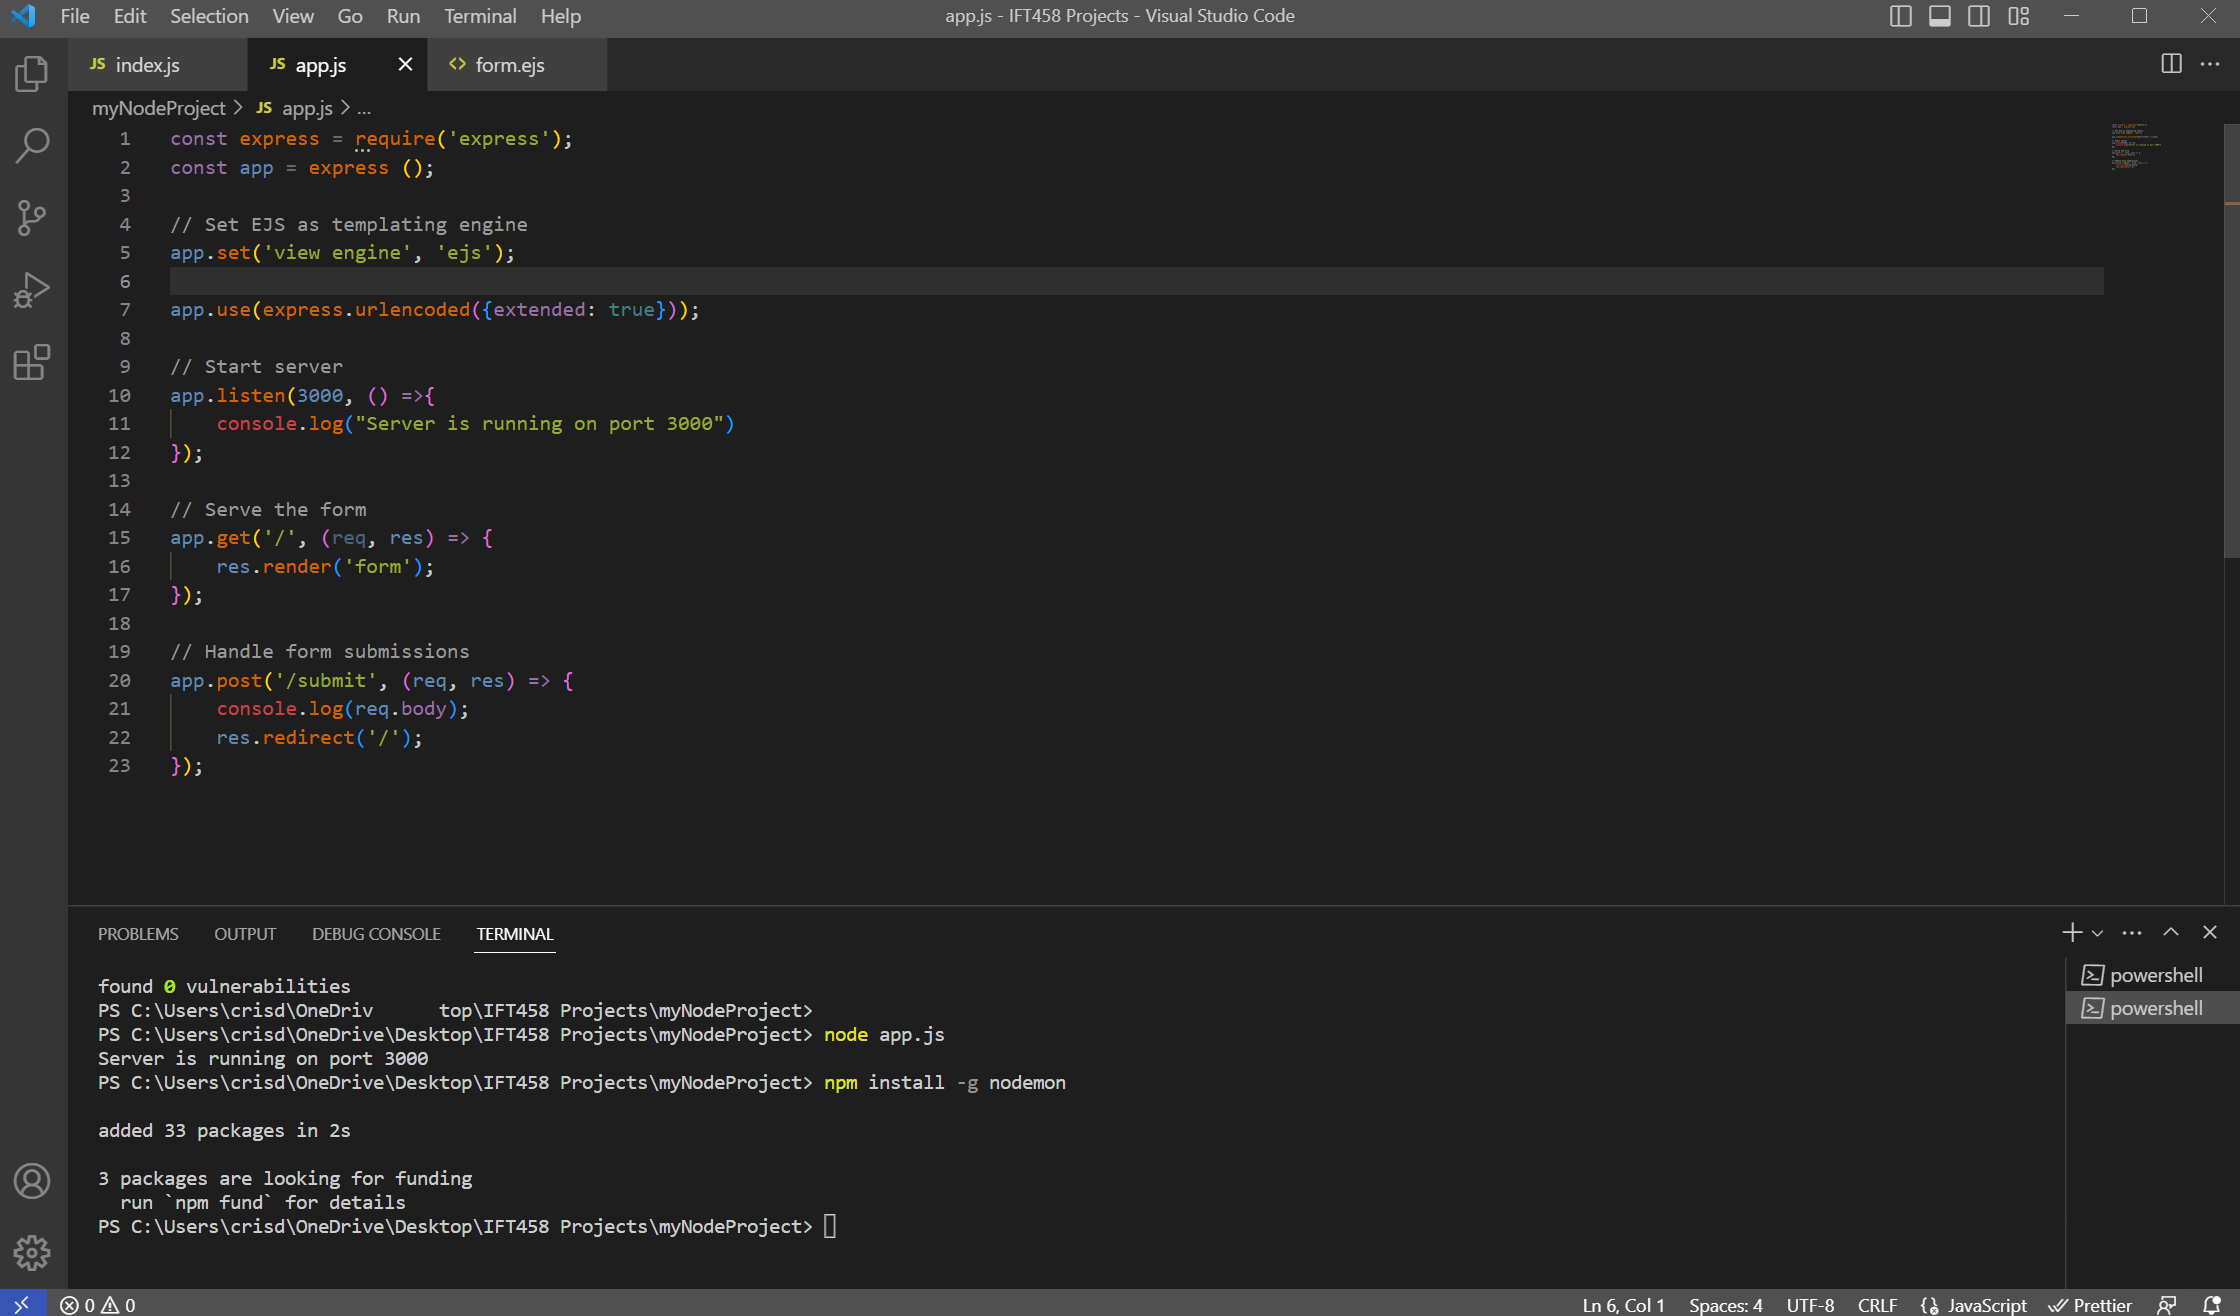 File Edit Selection View Go Run Terminal Help
app.js - IFT458 Projects - Visual Studio Code
JS index.js
JS app.js
<> form.ejs
myNodeProject > JS app.js > ...
1 const express = require('express');
2 const app = express ();
3
4 // Set EJS as templating engine
5 app.set('view engine', 'ejs');
6
7 app.use(express.urlencoded({extended: true}));
8
9 // Start server
10 app.listen(3000, () =>{
11     console.log("Server is running on port 3000")
12 });
13
14 // Serve the form
15 app.get('/', (req, res) => {
16     res.render('form');
17 });
18
19 // Handle form submissions
20 app.post('/submit', (req, res) => {
21     console.log(req.body);
22     res.redirect('/');
23 });
PROBLEMS OUTPUT DEBUG CONSOLE TERMINAL
found 0 vulnerabilities
PS C:\Users\crisd\OneDriv      top\IFT458 Projects\myNodeProject>
PS C:\Users\crisd\OneDrive\Desktop\IFT458 Projects\myNodeProject> node app.js
Server is running on port 3000
PS C:\Users\crisd\OneDrive\Desktop\IFT458 Projects\myNodeProject> npm install -g nodemon
added 33 packages in 2s
3 packages are looking for funding
  run `npm fund` for details
PS C:\Users\crisd\OneDrive\Desktop\IFT458 Projects\myNodeProject>
powershell
powershell
0 0
Ln 6, Col 1 Spaces: 4 UTF-8 CRLF JavaScript Prettier